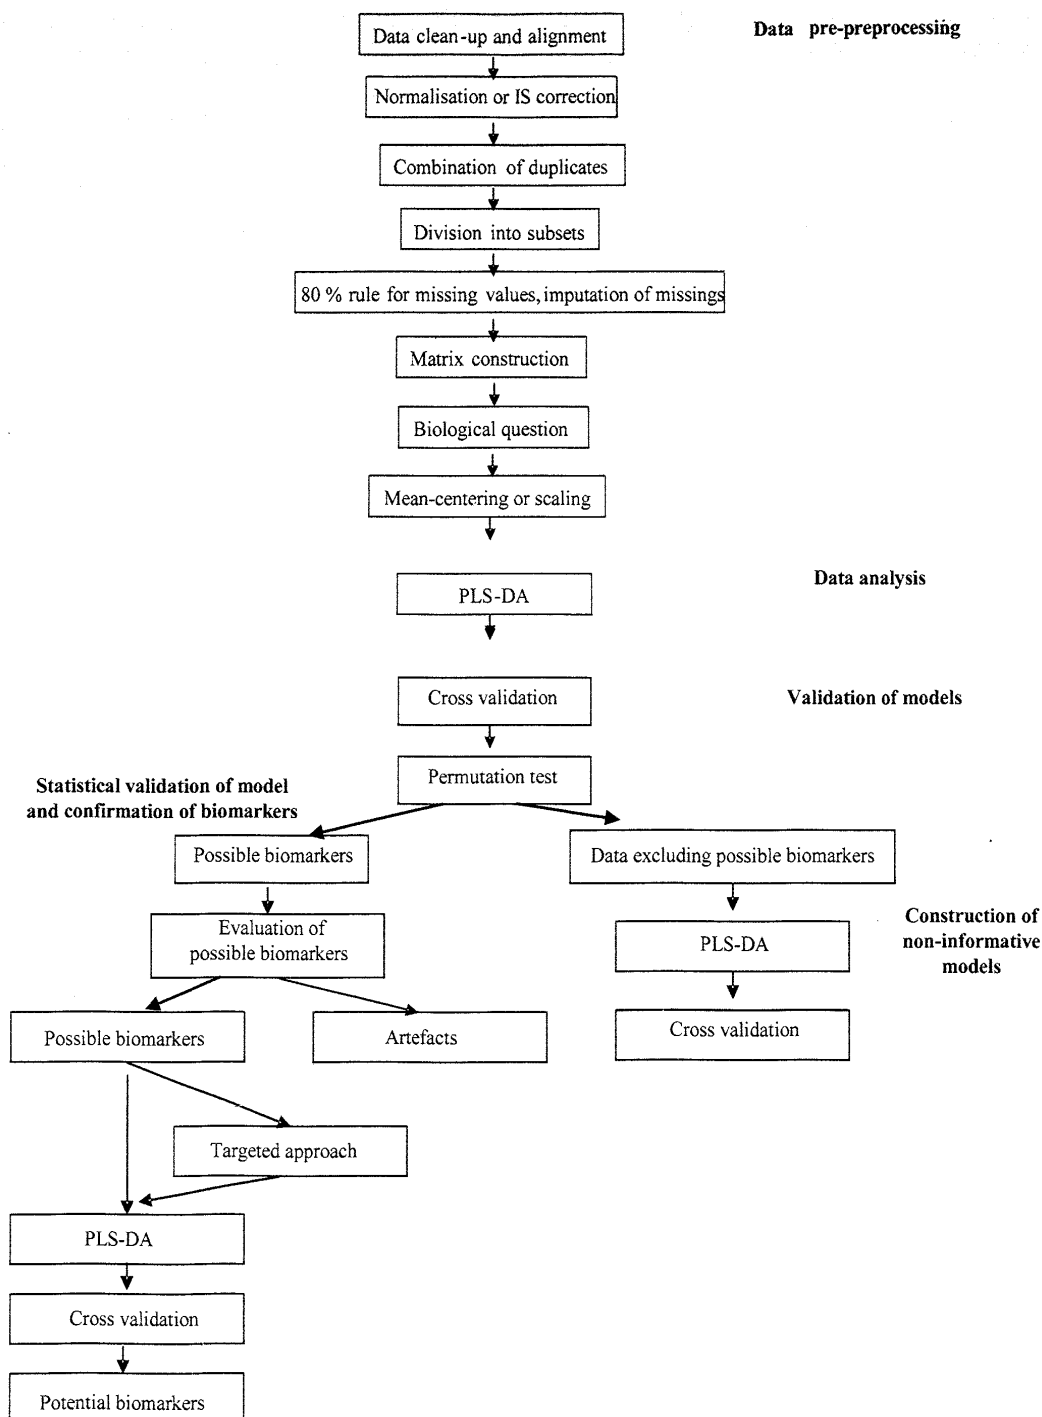 Data clean-up and alignment
Data pre-preprocessing
Normalisation or IS correction
Combination of duplicates
Division into subsets
80 % rule for missing values, imputation of missings
Matrix construction
Biological question
Mean-centering or scaling
Data analysis
PLS-DA
Cross validation
Validation of models
Permutation test
Statistical validation of model
and confirmation of biomarkers
Possible biomarkers
Data excluding possible biomarkers
Evaluation of
possible biomarkers
Construction of
non-informative
models
PLS-DA
Possible biomarkers
Artefacts
Cross validation
Targeted approach
PLS-DA
Cross validation
Potential biomarkers